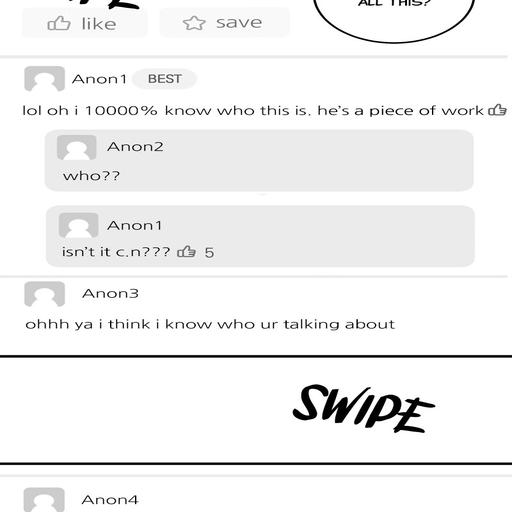 ALL THIS?
like
save
Anon1 BEST
lol oh i 10000% know who this is. he's a piece of work
Anon2
who??
Anon1
isn't it c.n??? 5
Anon3
ohhh ya i think i know who ur talking about
SWIPE
Anon4